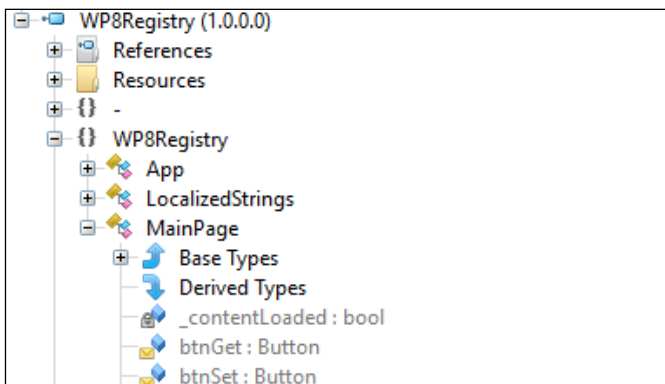 WP8Registry (1.0.0.0)
References
Resources
{} -
{} WP8Registry
App
LocalizedStrings
MainPage
Base Types
Derived Types
_contentLoaded : bool
btnGet : Button
btnSet : Button